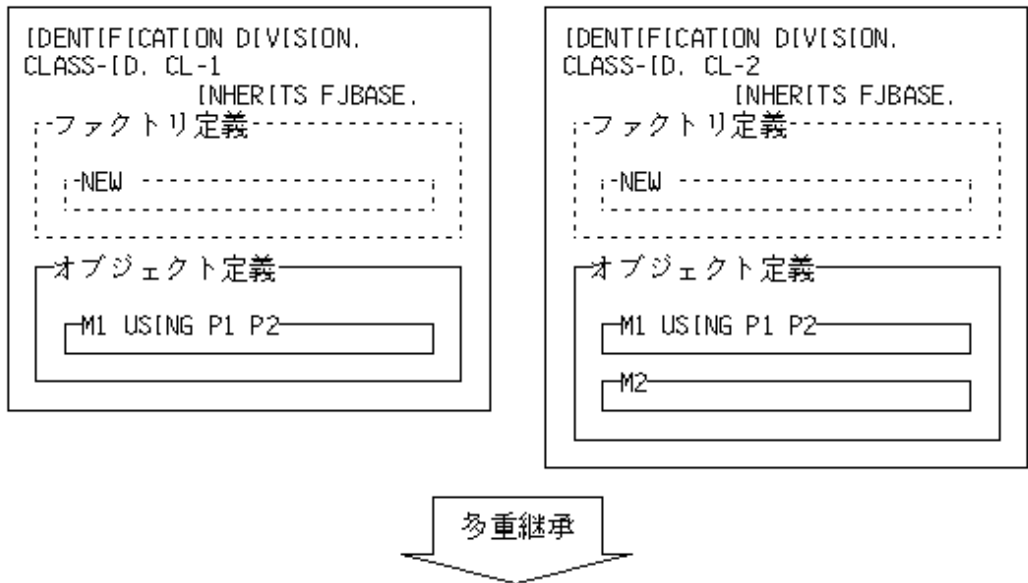 IDENTIFICATION DIVISION.
CLASS-ID. CL-1
INHERITS FJBASE.
ファクトリ定義
NEW
オブジェクト定義
M1 USING P1 P2
IDENTIFICATION DIVISION.
CLASS-ID. CL-2
INHERITS FJBASE.
ファクトリ定義
NEW
オブジェクト定義
M1 USING P1 P2
M2
多重継承